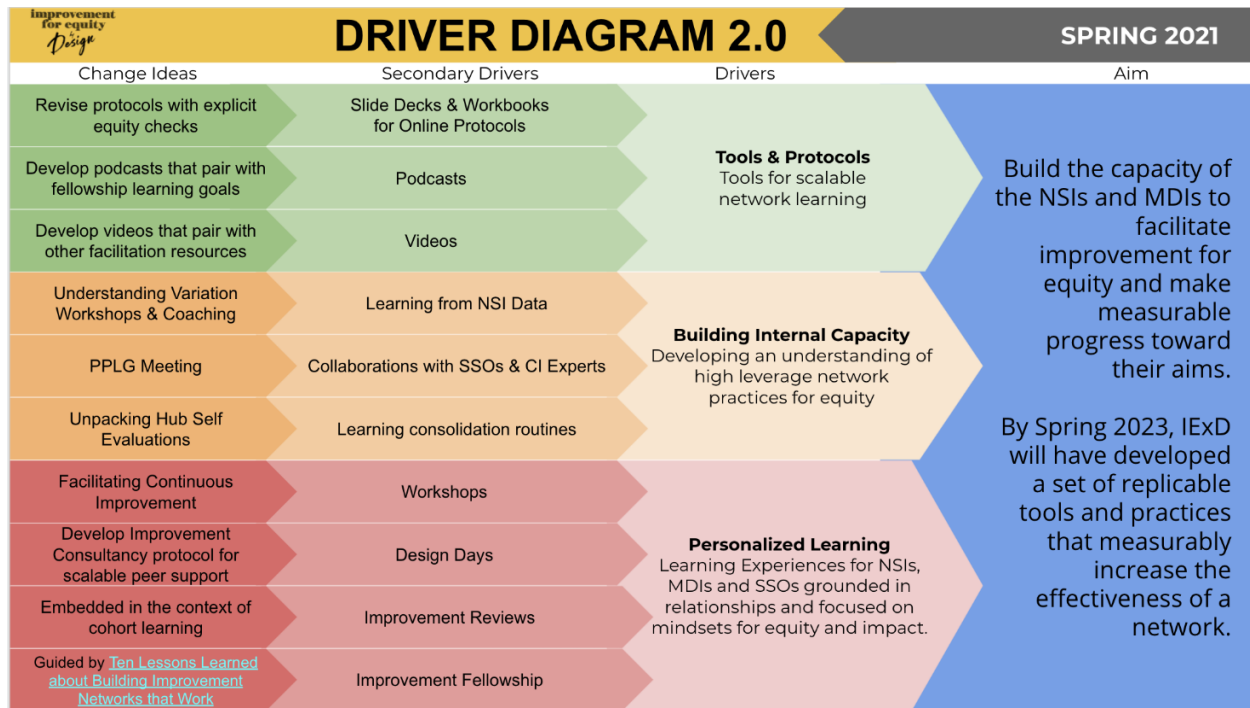 improvement
for equity
by
Design
DRIVER DIAGRAM 2.0
SPRING 2021
Change Ideas
Secondary Drivers
Drivers
Aim
Revise protocols with explicit
equity checks
Slide Decks & Workbooks
for Online Protocols
Develop podcasts that pair with
fellowship learning goals
Podcasts
Develop videos that pair with
other facilitation resources
Videos
Tools & Protocols
Tools for scalable
network learning
Understanding Variation
Workshops & Coaching
Learning from NSI Data
PPLG Meeting
Collaborations with SSOs & CI Experts
Unpacking Hub Self
Evaluations
Learning consolidation routines
Building Internal Capacity
Developing an understanding of
high leverage network
practices for equity
Facilitating Continuous
Improvement
Workshops
Develop Improvement
Consultancy protocol for
scalable peer support
Design Days
Embedded in the context of
cohort learning
Improvement Reviews
Guided by Ten Lessons Learned
about Building Improvement
Networks that Work
Improvement Fellowship
Personalized Learning
Learning Experiences for NSIs,
MDIs and SSOs grounded in
relationships and focused on
mindsets for equity and impact.
Build the capacity of
the NSIs and MDIs to
facilitate
improvement for
equity and make
measurable
progress toward
their aims.
By Spring 2023, IExD
will have developed
a set of replicable
tools and practices
that measurably
increase the
effectiveness of a
network.